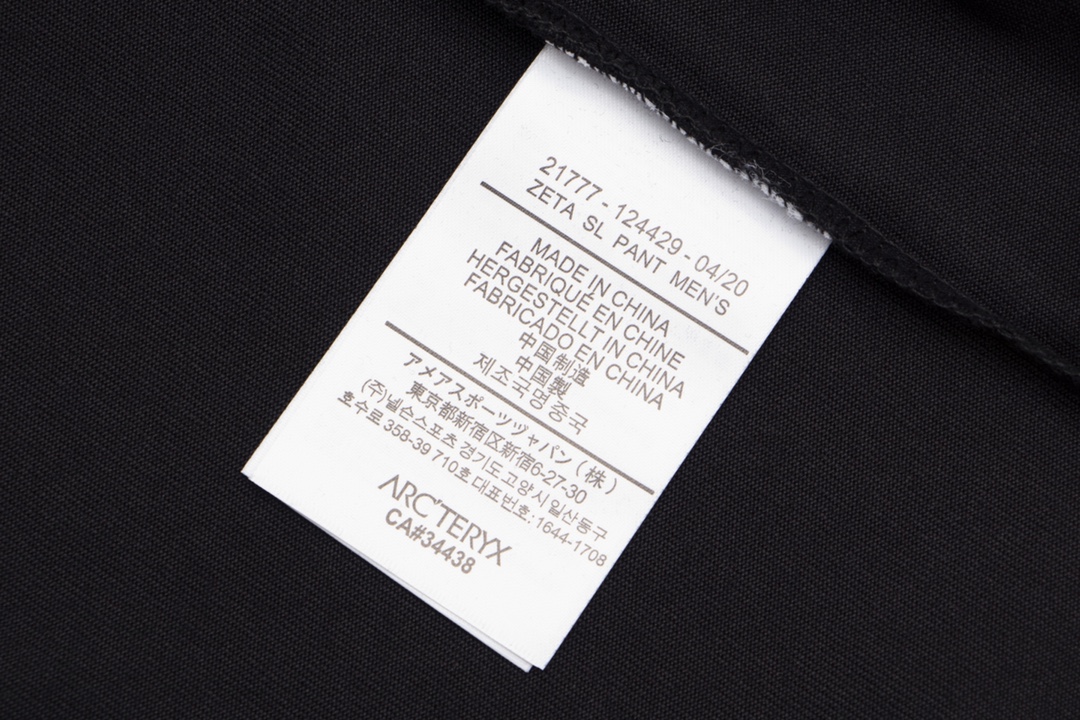 21777 - 124429 - 04/20
ZETA SL PANT MEN'S
MADE IN CHINA
FABRIQUÉ EN CHINE
HERGESTELLT IN CHINA
FABRICADO EN CHINA
中国制造
中国製
제조국명중국
アメアスポーツヅャパン（株）
東京都新宿区新宿6-27-30
(주)넬슨스포츠 경기도고양시일산동구
호수로 358-39 710호 대표번호: 1644-1708
ARC'TERYX
CA#34438